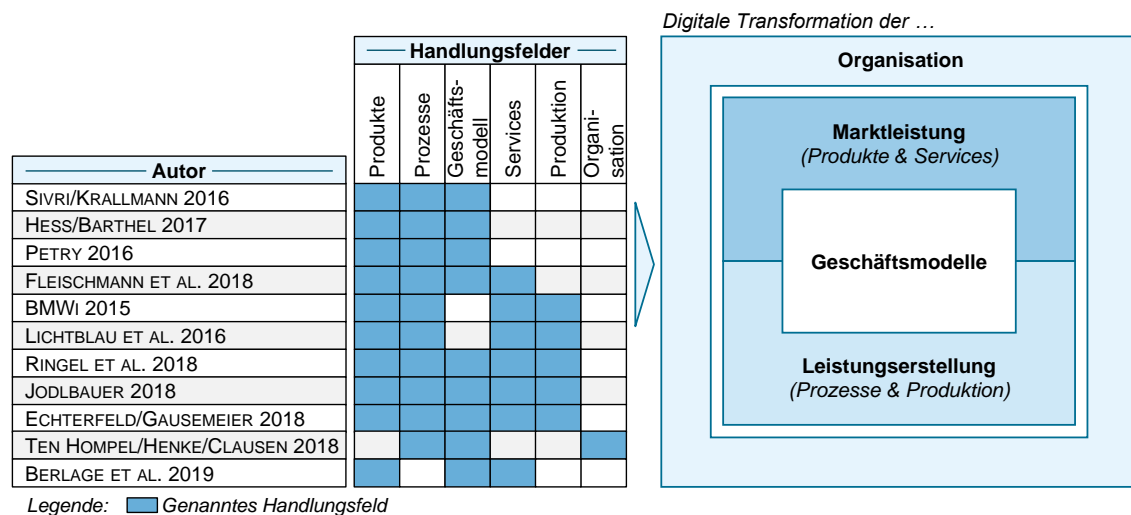 Digitale Transformation der …
Handlungsfelder
Produkte
Prozesse
Geschäfts-
modell
Services
Produktion
Organi-
sation
Autor
SIVRI/KRALLMANN 2016
HESS/BARTHEL 2017
PETRY 2016
FLEISCHMANN ET AL. 2018
BMWI 2015
LICHTBLAU ET AL. 2016
RINGEL ET AL. 2018
JODLBAUER 2018
ECHTERFELD/GAUSEMEIER 2018
TEN HOMPEL/HENKE/CLAUSEN 2018
BERLAGE ET AL. 2019
Legende: Genanntes Handlungsfeld
Organisation
Marktleistung
(Produkte & Services)
Geschäftsmodelle
Leistungserstellung
(Prozesse & Produktion)